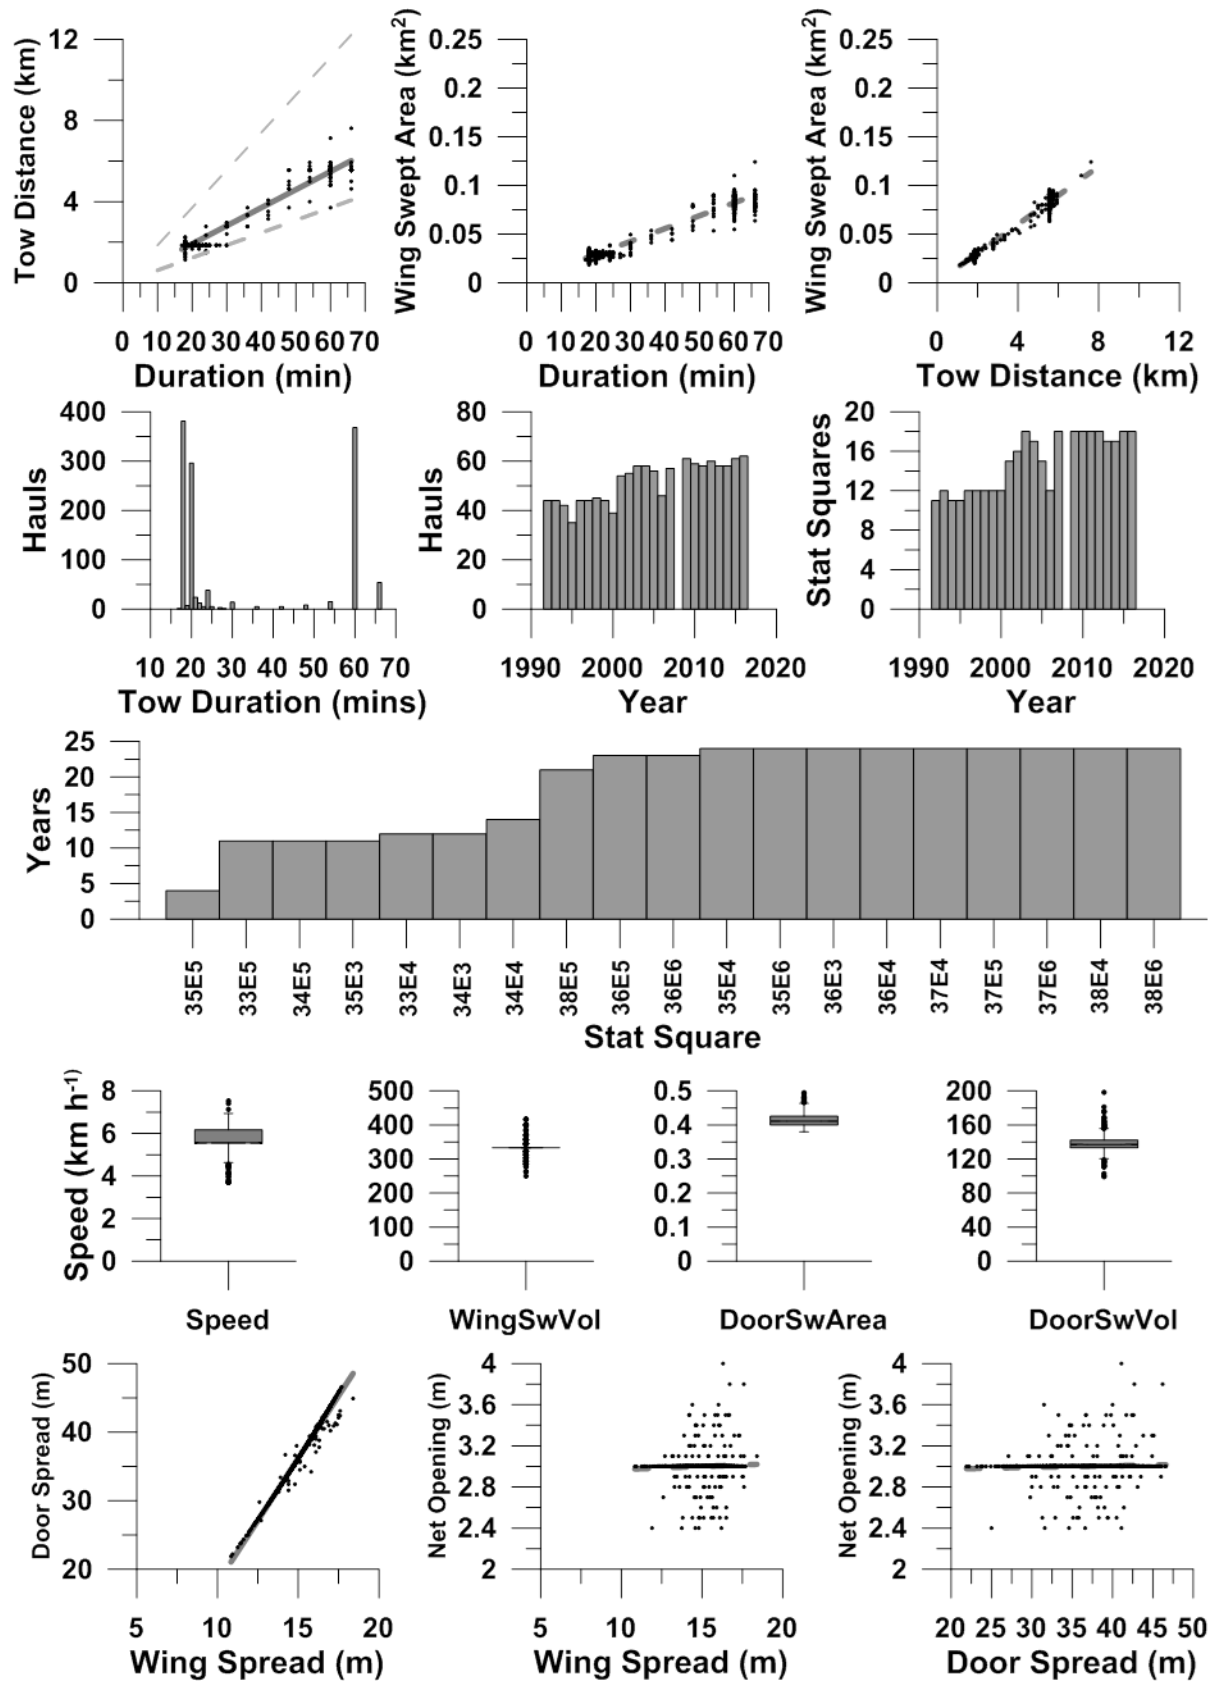 Tow Distance (km)
12
8
4
0
0 10 20 30 40 50 60 70
Duration (min)
Wing Swept Area (km²)
0.25
0.2
0.15
0.1
0.05
0
0 10 20 30 40 50 60 70
Duration (min)
Wing Swept Area (km²)
0.25
0.2
0.15
0.1
0.05
0
0 4 8 12
Tow Distance (km)
Hauls
400
300
200
100
0
10 20 30 40 50 60 70
Tow Duration (mins)
Hauls
80
60
40
20
0
1990 2000 2010 2020
Year
Stat Squares
20
16
12
8
4
0
1990 2000 2010 2020
Year
Years
25
20
15
10
5
0
35E5
33E5
34E5
35E3
33E4
34E3
34E4
38E5
36E5
36E6
35E4
35E6
36E3
36E4
37E4
37E5
37E6
38E4
38E6
Stat Square
Speed (km h⁻¹)
8
6
4
2
0
Speed
500
400
300
200
100
0
WingSwVol
0.5
0.4
0.3
0.2
0.1
0
DoorSwArea
200
160
120
80
40
0
DoorSwVol
Door Spread (m)
50
40
30
20
5 10 15 20
Wing Spread (m)
Net Opening (m)
4
3.6
3.2
2.8
2.4
2
5 10 15 20
Wing Spread (m)
Net Opening (m)
4
3.6
3.2
2.8
2.4
2
20 25 30 35 40 45 50
Door Spread (m)